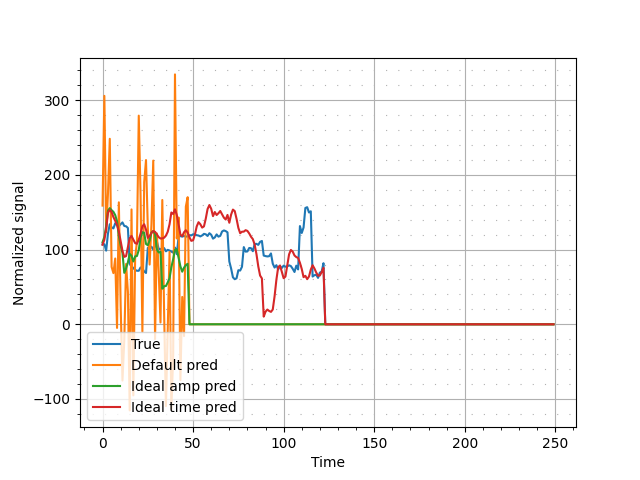 Normalized signal
300
200
100
0
−100
True
Default pred
Ideal amp pred
Ideal time pred
0
50
100
150
200
250
Time